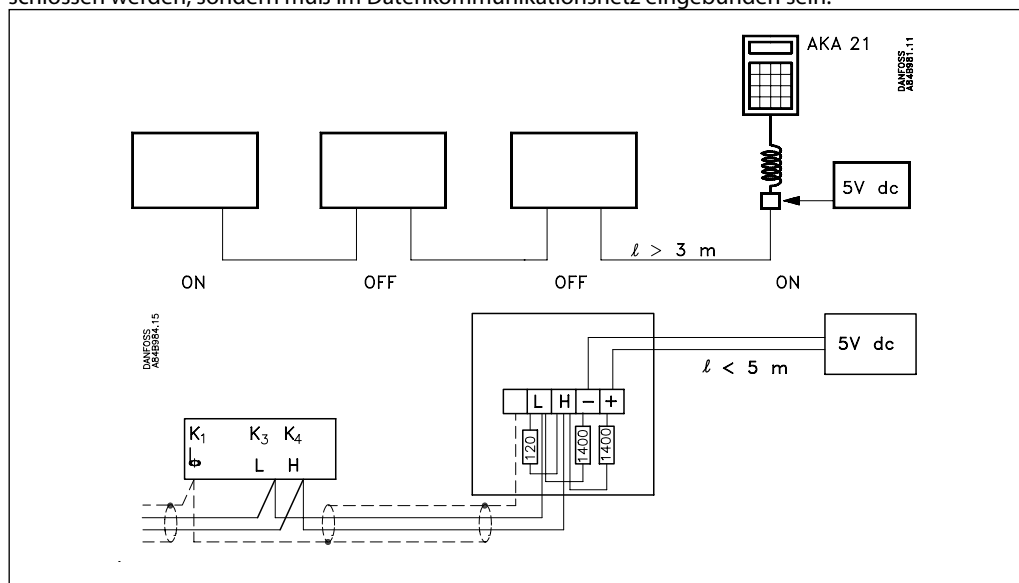 schlossen werden, sondern muß im Datenkommunikationsnetz eingebunden sein.
AKA 21
DANFOSS
A84B981.11
5V dc
ℓ > 3 m
ON OFF OFF ON
DANFOSS
A84B984.15
5V dc
ℓ < 5 m
L H − +
120 1400 1400
K1 K3 K4
L H